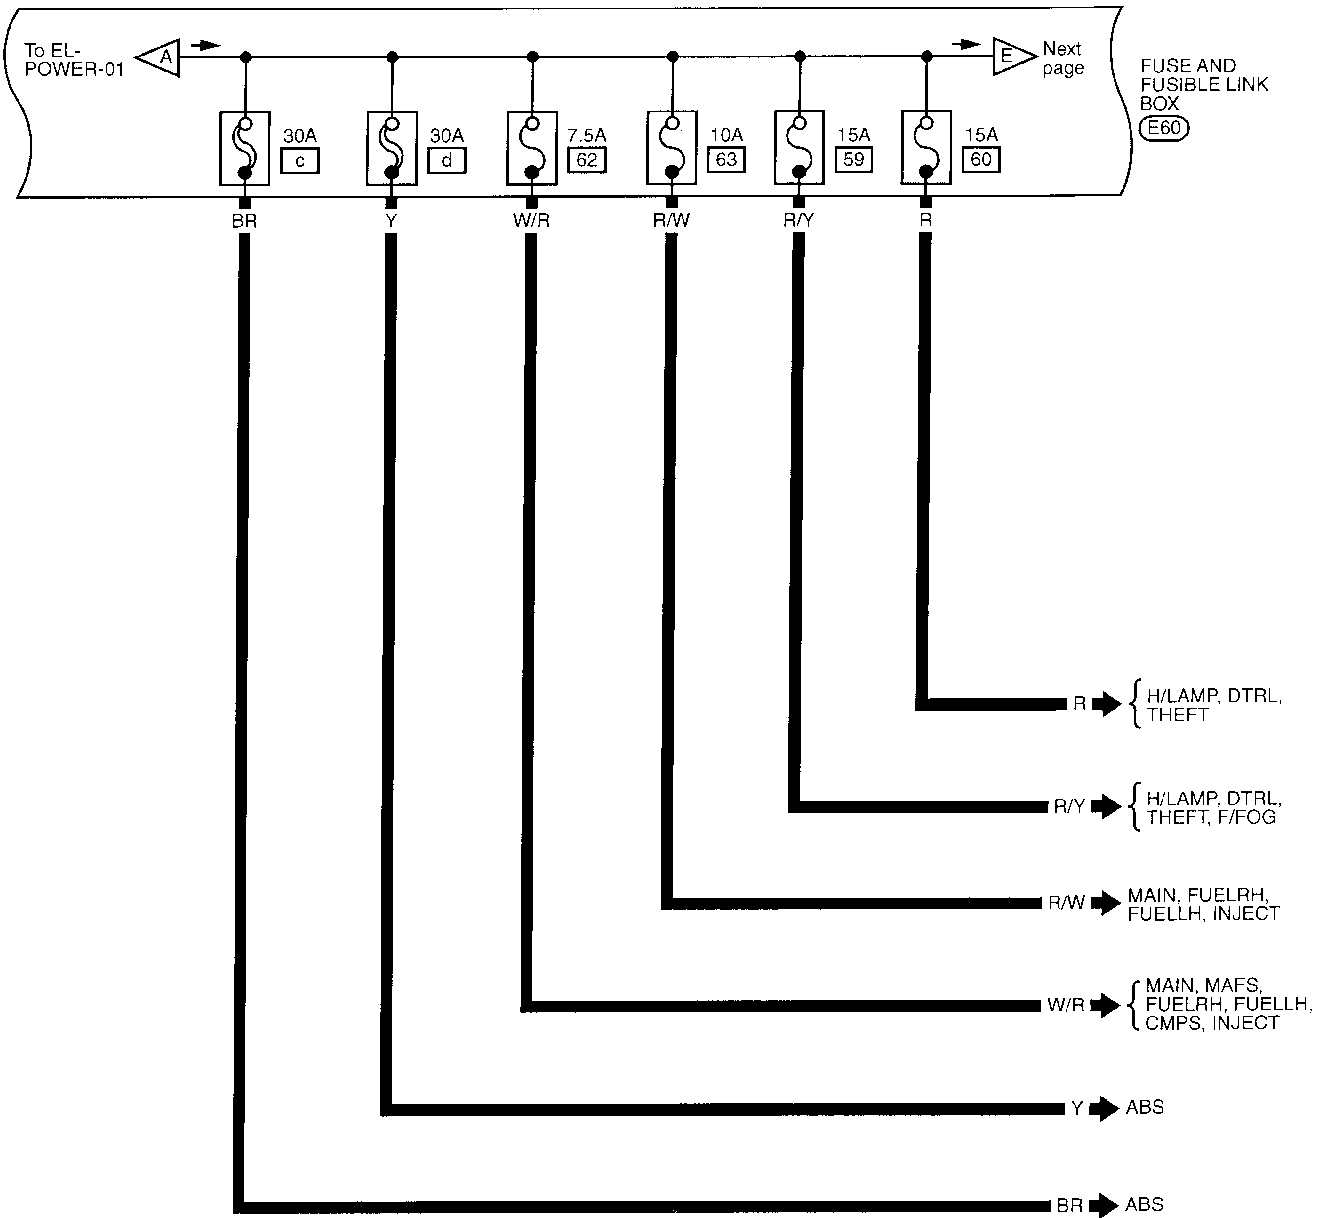 To EL-
POWER-01
A
E
Next
page
FUSE AND
FUSIBLE LINK
BOX
E60
30A
c
30A
d
7.5A
62
10A
63
15A
59
15A
60
BR
Y
W/R
R/W
R/Y
R
R
H/LAMP, DTRL,
THEFT
R/Y
H/LAMP, DTRL,
THEFT, F/FOG
R/W
MAIN, FUELRH,
FUELLH, INJECT
W/R
MAIN, MAFS,
FUELRH, FUELLH,
CMPS, INJECT
Y
ABS
BR
ABS